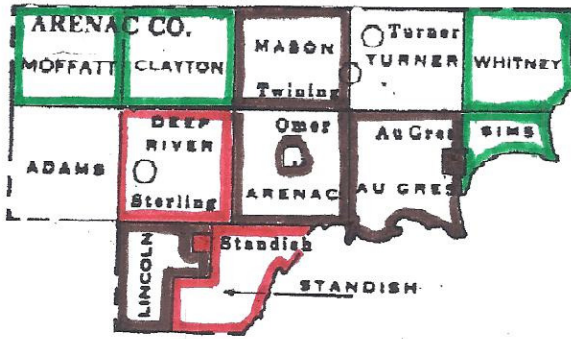 ARENAC CO.
MOFFATT
CLAYTON
MASON
Twining
Turner
TURNER
WHITNEY
ADAMS
DEEP
RIVER
Sterling
Omer
ARENAC
Au Gres
AU GRES
SIMS
LINCOLN
Standish
STANDISH